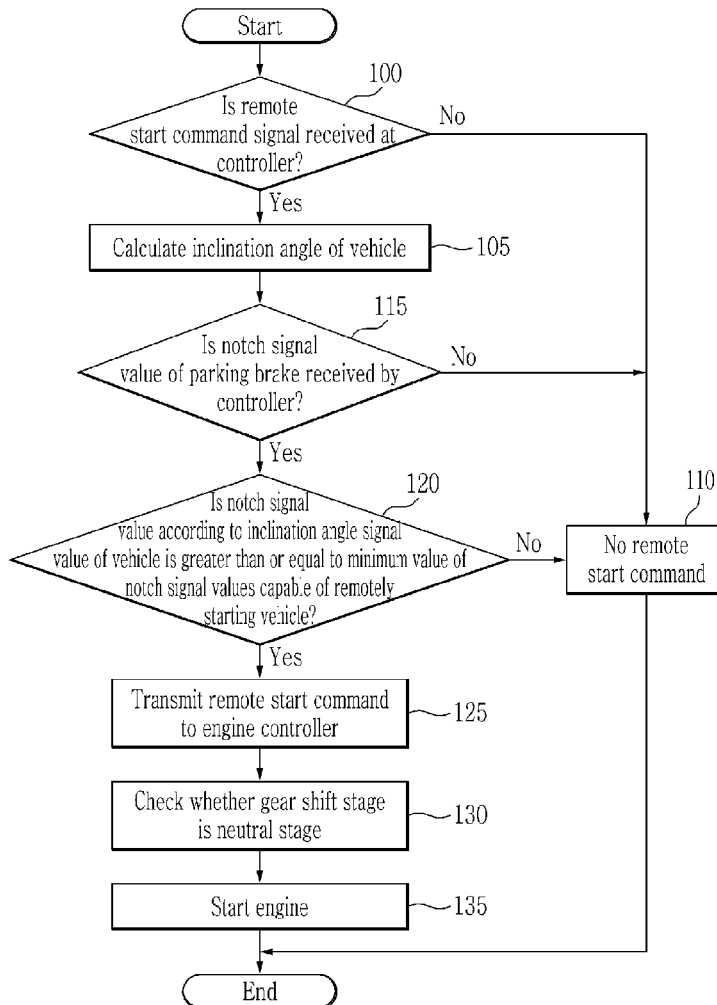 Start
100
Is remote
start command signal received at
controller?
No
Yes
Calculate inclination angle of vehicle
105
115
Is notch signal
value of parking brake received by
controller?
No
Yes
120
Is notch signal
value according to inclination angle signal
value of vehicle is greater than or equal to minimum value of
notch signal values capable of remotely
starting vehicle?
No
110
No remote
start command
Yes
Transmit remote start command
to engine controller
125
Check whether gear shift stage
is neutral stage
130
Start engine
135
End